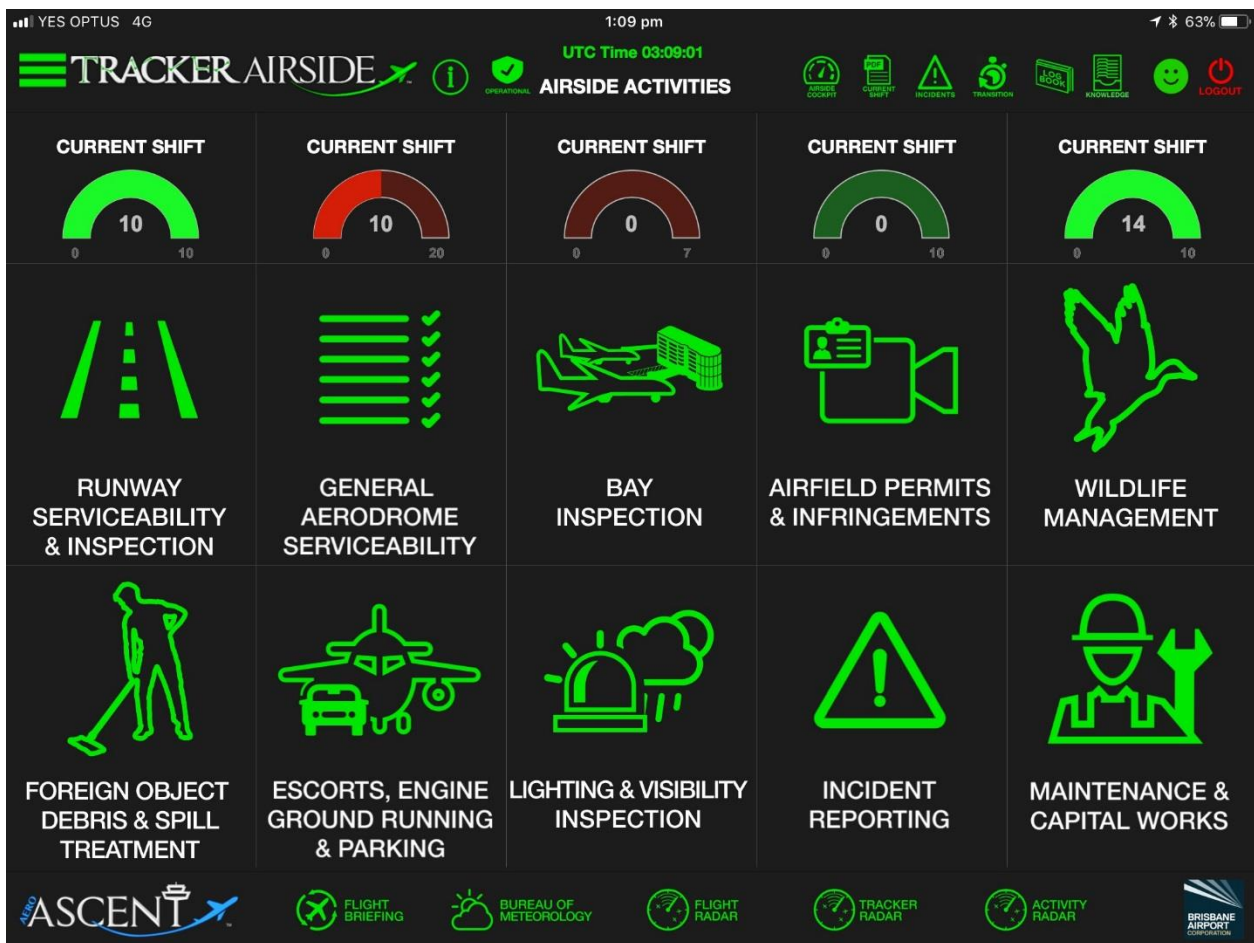 YES OPTUS 4G 1:09 pm 63%
UTC Time 03:09:01
TRACKER AIRSIDE
OPERATIONAL
AIRSIDE ACTIVITIES
AIRSIDE COCKPIT
PDF
CURRENT SHIFT
INCIDENTS
TRANSITION
LOG BOOK
KNOWLEDGE
LOGOUT
CURRENT SHIFT
10
0 10
CURRENT SHIFT
10
0 20
CURRENT SHIFT
0
0 7
CURRENT SHIFT
0
0 10
CURRENT SHIFT
14
0 10
RUNWAY
SERVICEABILITY
& INSPECTION
GENERAL
AERODROME
SERVICEABILITY
BAY
INSPECTION
AIRFIELD PERMITS
& INFRINGEMENTS
WILDLIFE
MANAGEMENT
FOREIGN OBJECT
DEBRIS & SPILL
TREATMENT
ESCORTS, ENGINE
GROUND RUNNING
& PARKING
LIGHTING & VISIBILITY
INSPECTION
INCIDENT
REPORTING
MAINTENANCE &
CAPITAL WORKS
AERO ASCENT
FLIGHT
BRIEFING
BUREAU OF
METEOROLOGY
FLIGHT
RADAR
TRACKER
RADAR
ACTIVITY
RADAR
BRISBANE
AIRPORT
CORPORATION